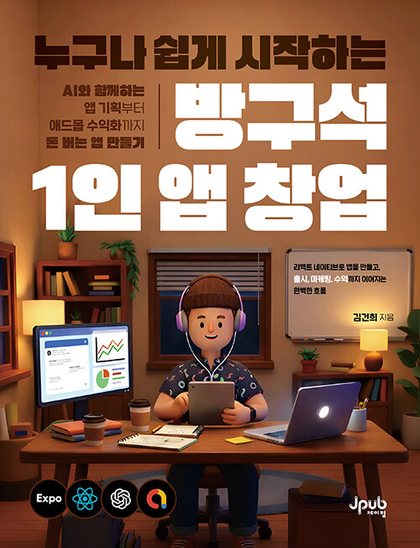 누구나 쉽게 시작하는
AI와 함께하는
앱 기획부터
애드몹 수익화까지
돈 버는 앱 만들기
방구석
1인 앱 창업
리액트 네이티브로 앱을 만들고,
출시, 마케팅, 수익까지 이어지는
완벽한 흐름
김건희 지음
Expo
Jpub
제이펍